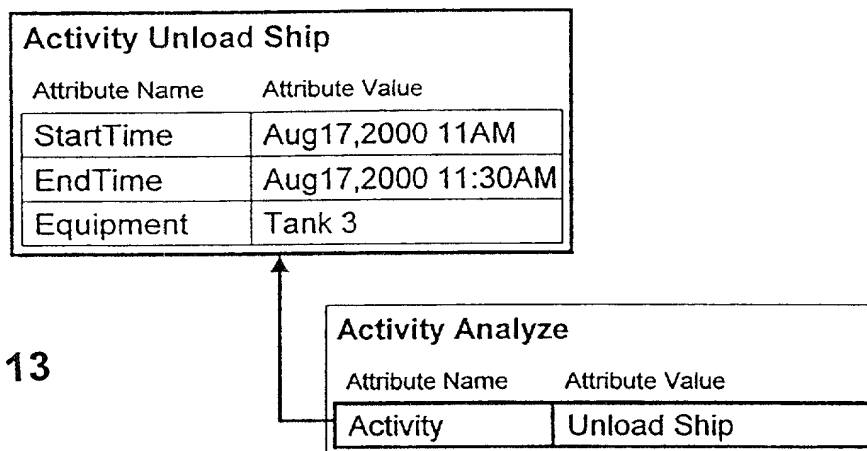 Activity Unload Ship
Attribute Name Attribute Value
StartTime Aug17,2000 11AM
EndTime Aug17,2000 11:30AM
Equipment Tank 3
13
Activity Analyze
Attribute Name Attribute Value
Activity Unload Ship